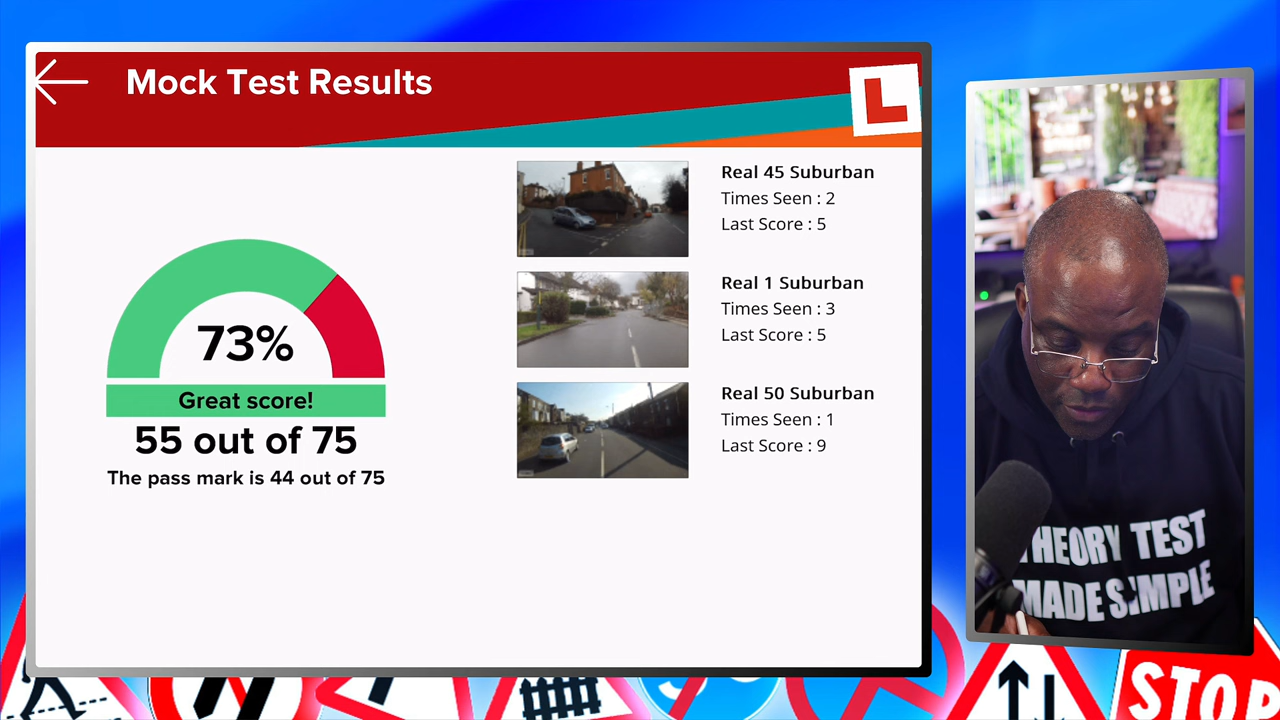 Mock Test Results
L
73%
Great score!
55 out of 75
The pass mark is 44 out of 75
Real 45 Suburban
Times Seen : 2
Last Score : 5
Real 1 Suburban
Times Seen : 3
Last Score : 5
Real 50 Suburban
Times Seen : 1
Last Score : 9
THEORY TEST
MADE SIMPLE
STOP